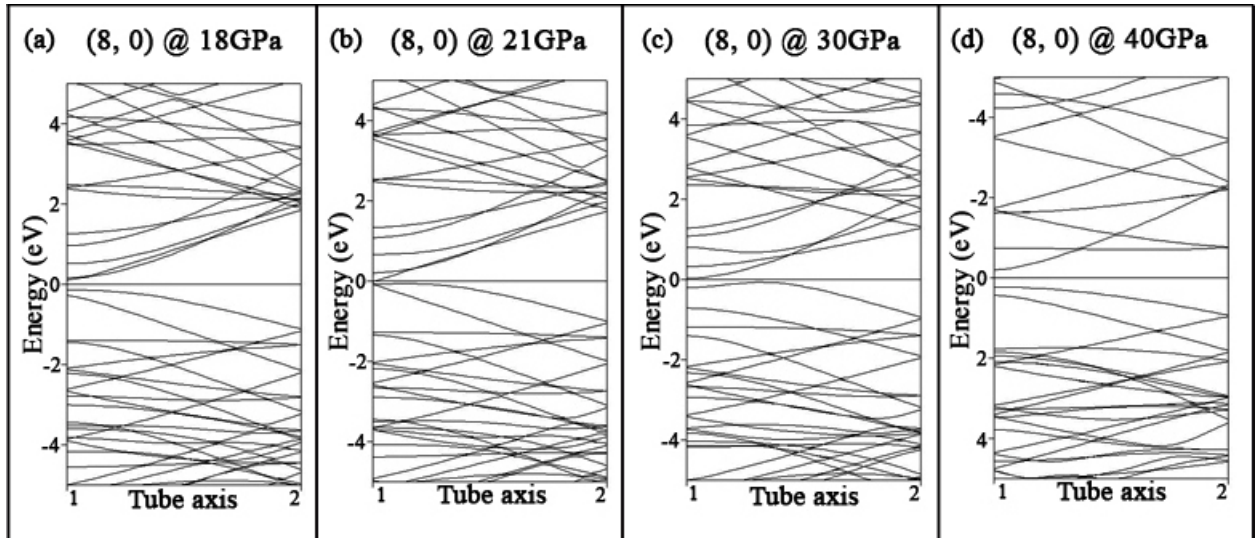 (a) (8, 0) @ 18GPa
Energy (eV)
4
2
0
-2
-4
1 Tube axis 2
(b) (8, 0) @ 21GPa
Energy (eV)
4
2
0
-2
-4
1 Tube axis 2
(c) (8, 0) @ 30GPa
Energy (eV)
4
2
0
-2
-4
1 Tube axis 2
(d) (8, 0) @ 40GPa
Energy (eV)
-4
-2
0
2
4
1 Tube axis 2